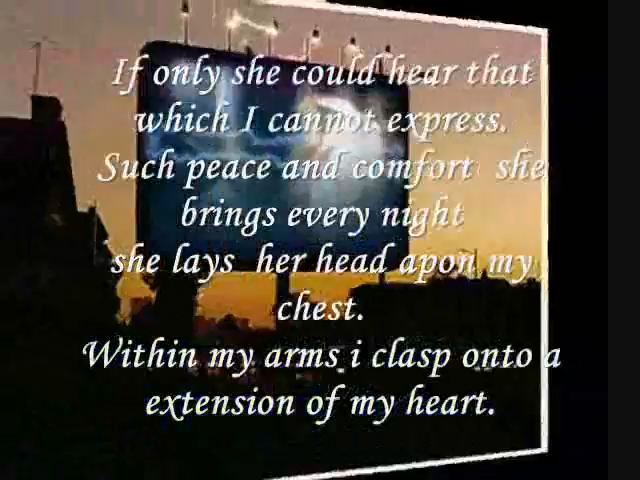 If only she could hear that
which I cannot express.
Such peace and comfort she
brings every night
she lays her head apon my
chest.
Within my arms i clasp onto a
extension of my heart.